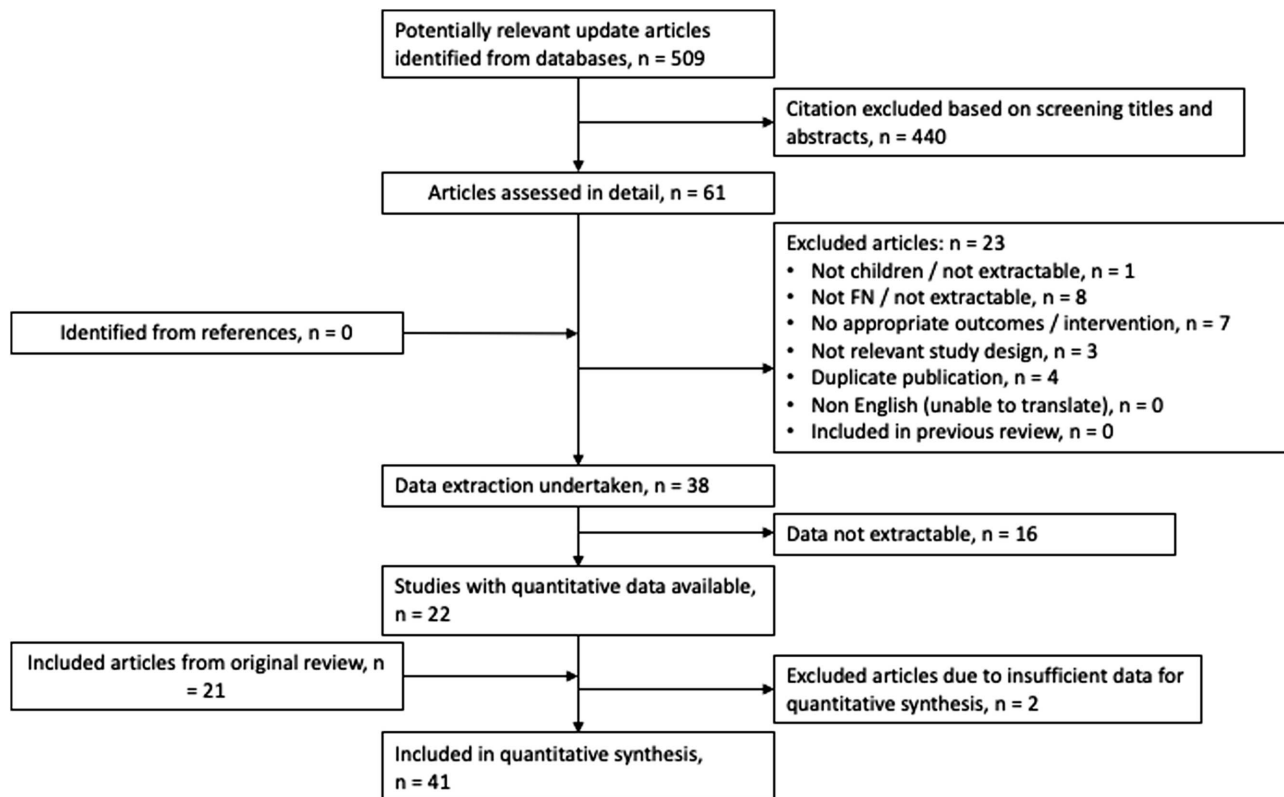 Potentially relevant update articles
identified from databases, n = 509
Citation excluded based on screening titles and
abstracts, n = 440
Articles assessed in detail, n = 61
Excluded articles: n = 23
• Not children / not extractable, n = 1
• Not FN / not extractable, n = 8
• No appropriate outcomes / intervention, n = 7
• Not relevant study design, n = 3
• Duplicate publication, n = 4
• Non English (unable to translate), n = 0
• Included in previous review, n = 0
Identified from references, n = 0
Data extraction undertaken, n = 38
Data not extractable, n = 16
Studies with quantitative data available,
n = 22
Included articles from original review, n
= 21
Excluded articles due to insufficient data for
quantitative synthesis, n = 2
Included in quantitative synthesis,
n = 41